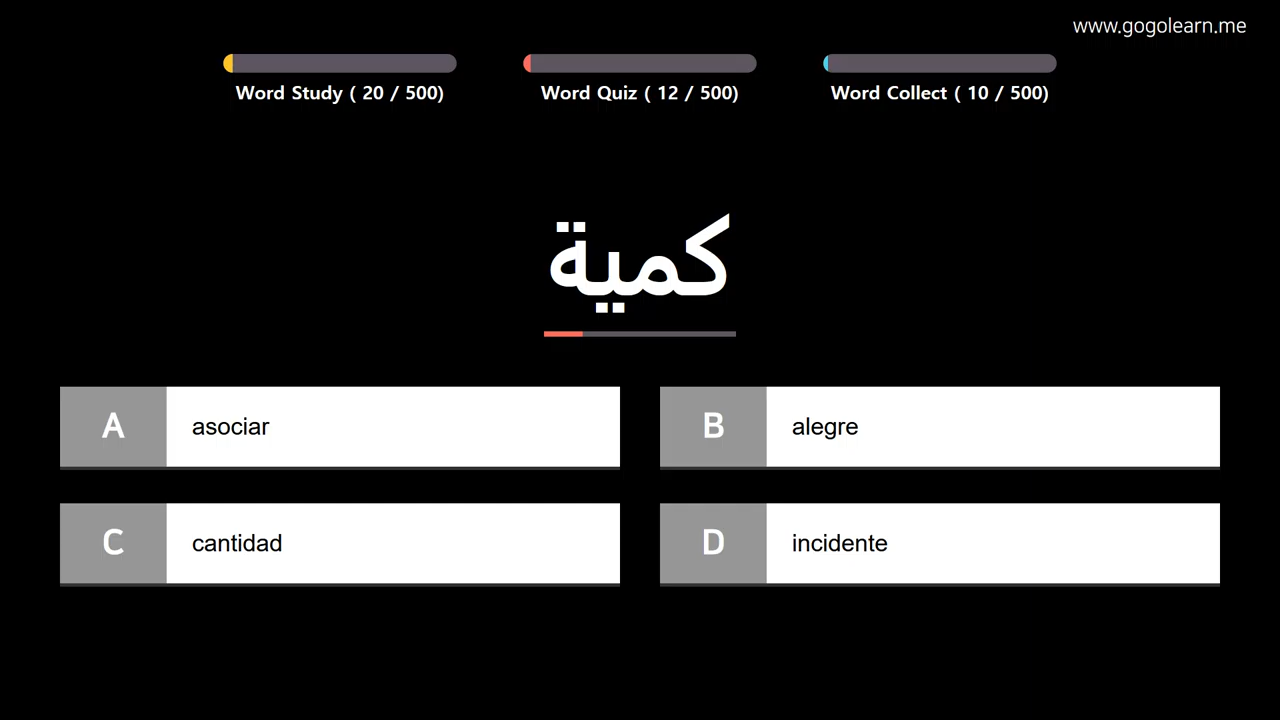 www.gogolearn.me
Word Study ( 20 / 500)
Word Quiz ( 12 / 500)
Word Collect ( 10 / 500)
كمية
A asociar
B alegre
C cantidad
D incidente